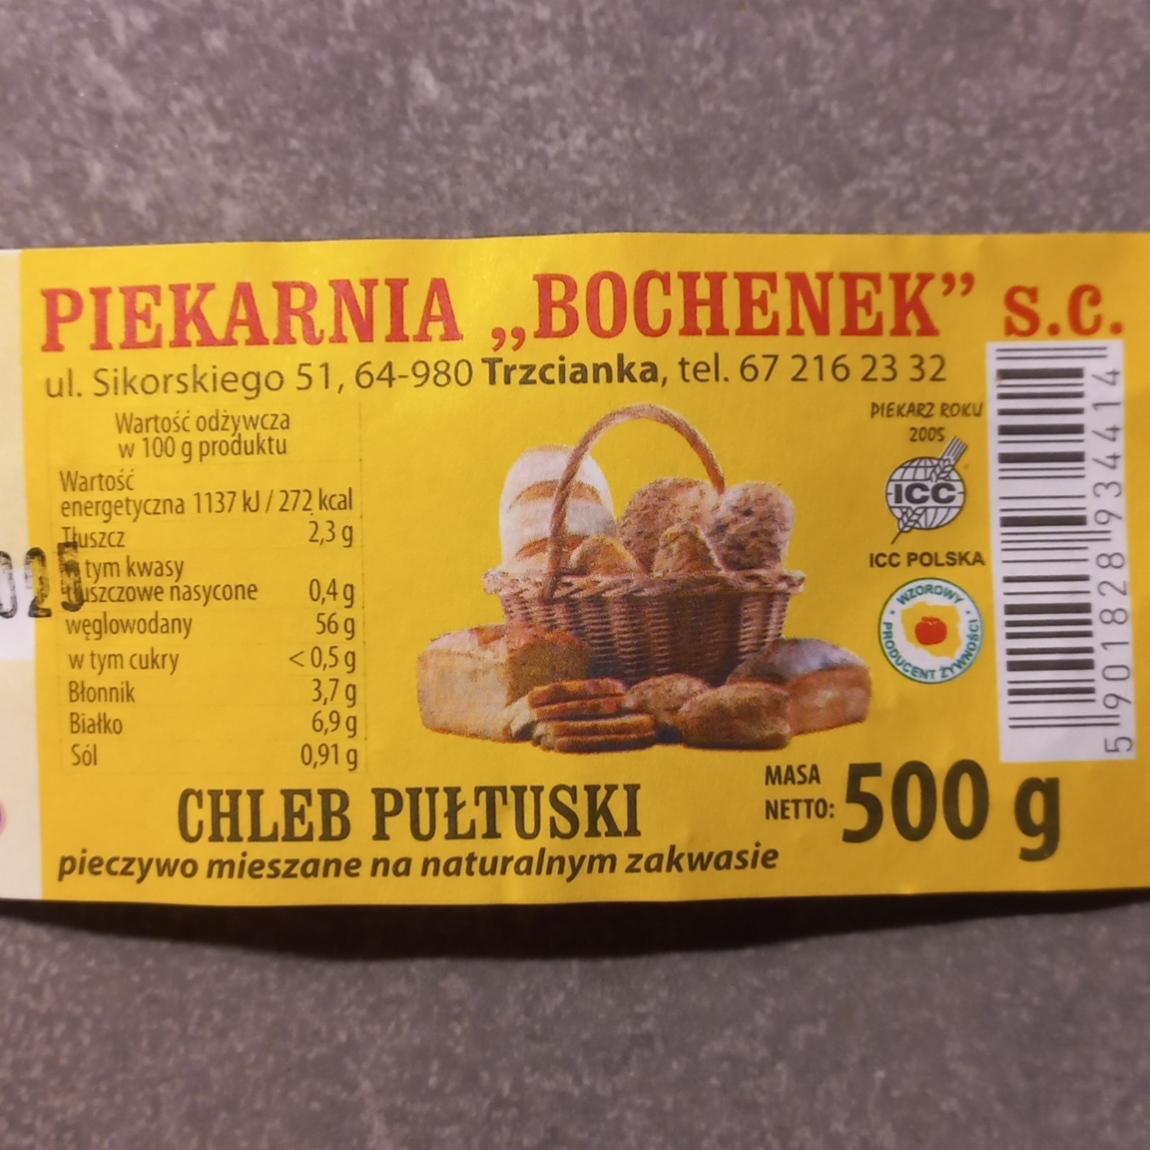 PIEKARNIA „BOCHENEK” s.c.
ul. Sikorskiego 51, 64-980 Trzcianka, tel. 67 216 23 32
Wartość odżywcza
w 100 g produktu
Wartość
energetyczna 1137 kJ / 272 kcal
Tłuszcz 2,3 g
tym kwasy
tłuszczowe nasycone 0,4 g
węglowodany 56 g
w tym cukry < 0,5 g
Błonnik 3,7 g
Białko 6,9 g
Sól 0,91 g
025
PIEKARZ ROKU
2005
ICC
ICC POLSKA
WZOROWY
PRODUCENT ŻYWNOŚCI
5 901828 934414
CHLEB PUŁTUSKI
pieczywo mieszane na naturalnym zakwasie
MASA
NETTO: 500 g